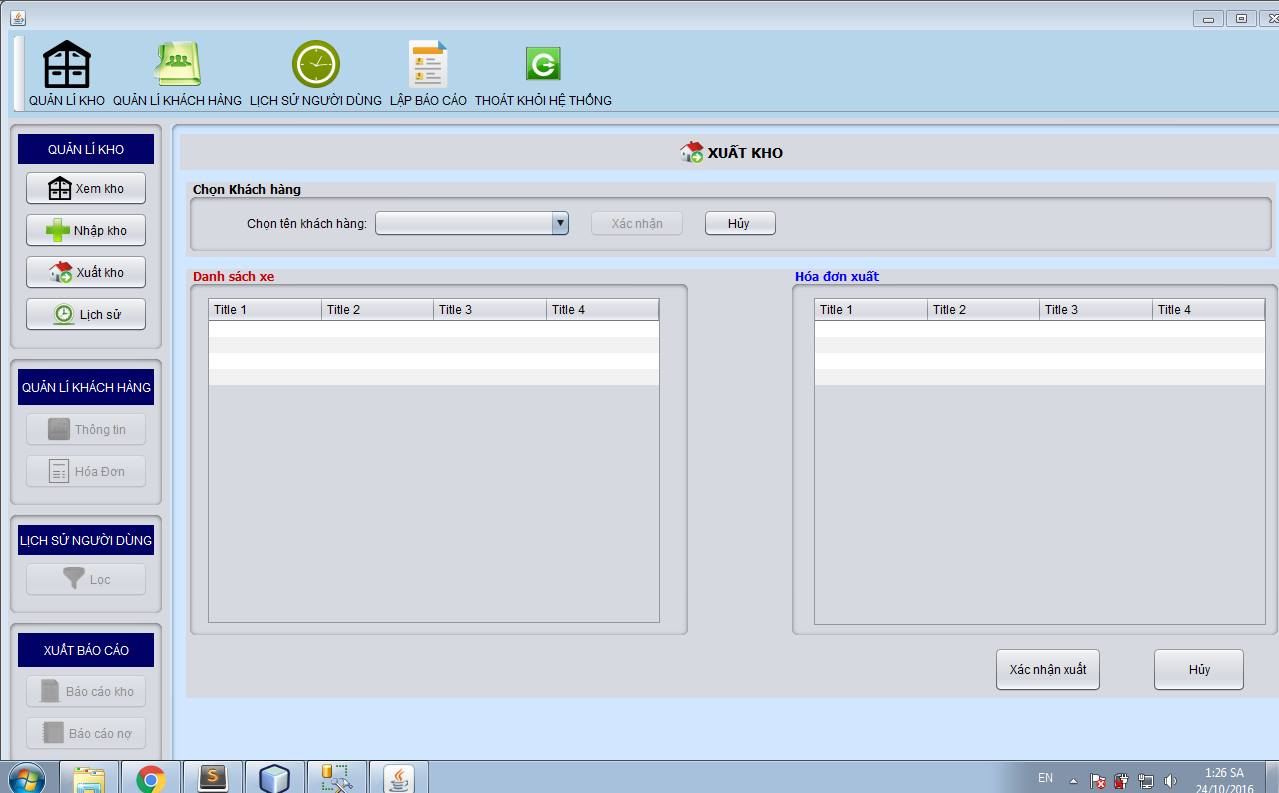 QUẢN LÍ KHO
QUẢN LÍ KHÁCH HÀNG
LỊCH SỬ NGƯỜI DÙNG
LẬP BÁO CÁO
THOÁT KHỎI HỆ THỐNG
QUẢN LÍ KHO
Xem kho
Nhập kho
Xuất kho
Lịch sử
QUẢN LÍ KHÁCH HÀNG
Thông tin
Hóa Đơn
LỊCH SỬ NGƯỜI DÙNG
Lọc
XUẤT BÁO CÁO
Báo cáo kho
Báo cáo nợ
XUẤT KHO
Chọn Khách hàng
Chọn tên khách hàng:
Xác nhận
Hủy
Danh sách xe
Title 1 Title 2 Title 3 Title 4
Hóa đơn xuất
Title 1 Title 2 Title 3 Title 4
Xác nhận xuất
Hủy
EN
1:26 SA
24/10/2016